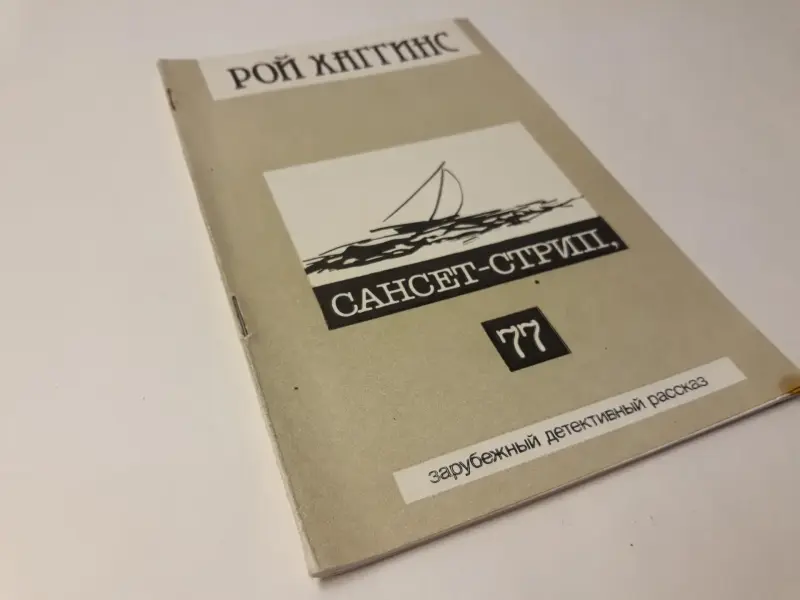 РОЙ ХАГГИНС
САНСЕТ-СТРИП,
77
зарубежный детективный рассказ